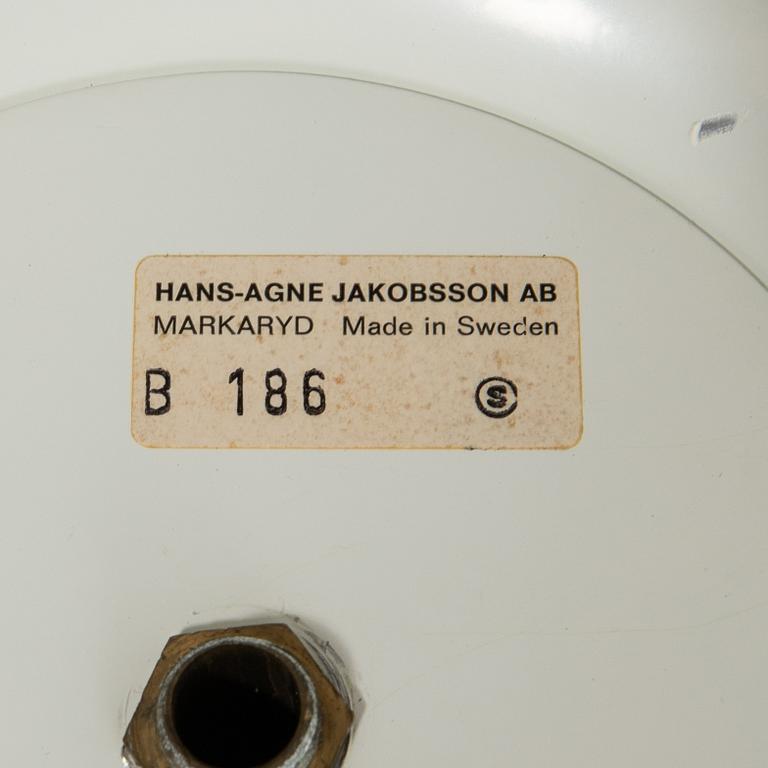 HANS-AGNE JAKOBSSON AB
MARKARYD Made in Sweden
B 186 Ⓢ